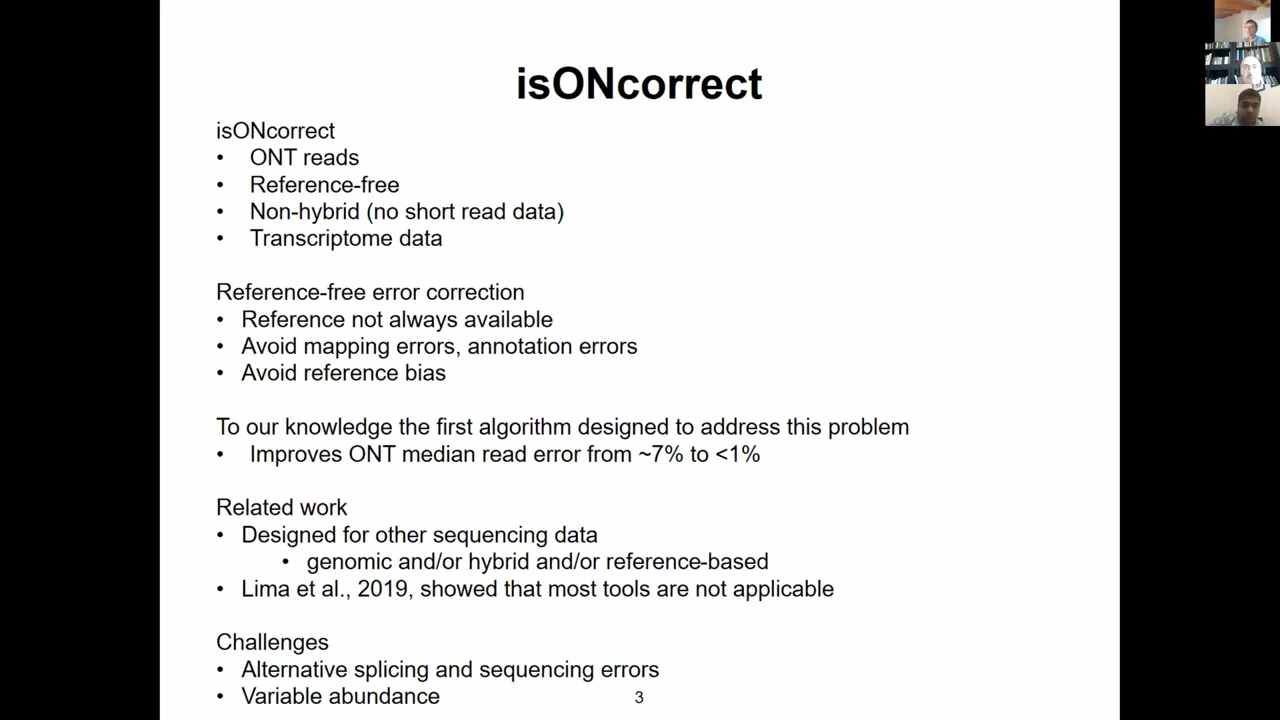 isONcorrect
isONcorrect
• ONT reads
• Reference-free
• Non-hybrid (no short read data)
• Transcriptome data
Reference-free error correction
• Reference not always available
• Avoid mapping errors, annotation errors
• Avoid reference bias
To our knowledge the first algorithm designed to address this problem
• Improves ONT median read error from ~7% to <1%
Related work
• Designed for other sequencing data
• genomic and/or hybrid and/or reference-based
• Lima et al., 2019, showed that most tools are not applicable
Challenges
• Alternative splicing and sequencing errors
• Variable abundance
3